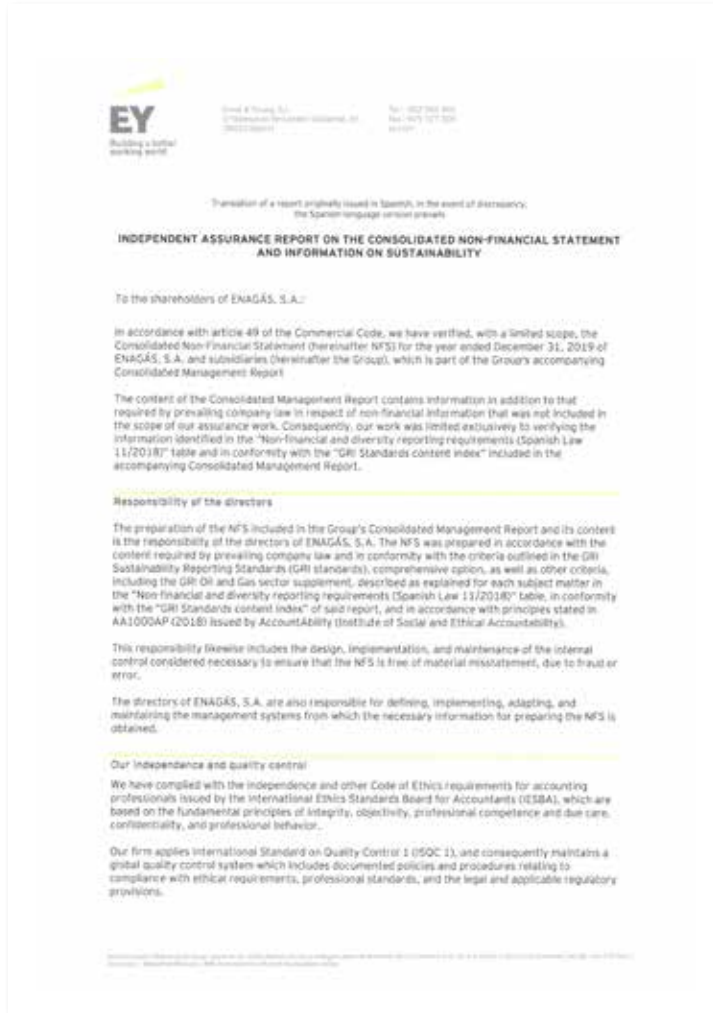 EY
Building a better
working world
Translation of a report originally issued in Spanish, in the event of discrepancy,
the Spanish-language version prevails
INDEPENDENT ASSURANCE REPORT ON THE CONSOLIDATED NON-FINANCIAL STATEMENT
AND INFORMATION ON SUSTAINABILITY
To the shareholders of ENAGÁS, S.A.:
In accordance with article 49 of the Commercial Code, we have verified, with a limited scope, the
Consolidated Non-Financial Statement (hereinafter NFS) for the year ended December 31, 2019 of
ENAGÁS, S.A. and subsidiaries (hereinafter the Group), which is part of the Group's accompanying
Consolidated Management Report
The content of the Consolidated Management Report contains information in addition to that
required by prevailing company law in respect of non-financial information that was not included in
the scope of our assurance work. Consequently, our work was limited exclusively to verifying the
information identified in the "Non-financial and diversity reporting requirements (Spanish Law
11/2018)" table and in conformity with the "GRI Standards content index" included in the
accompanying Consolidated Management Report.
Responsibility of the directors
The preparation of the NFS included in the Group's Consolidated Management Report and its content
is the responsibility of the directors of ENAGÁS, S.A. The NFS was prepared in accordance with the
content required by prevailing company law and in conformity with the criteria outlined in the GRI
Sustainability Reporting Standards (GRI standards), comprehensive option, as well as other criteria,
including the GRI Oil and Gas sector supplement, described as explained for each subject matter in
the "Non-financial and diversity reporting requirements (Spanish Law 11/2018)" table, in conformity
with the "GRI Standards content index" of said report, and in accordance with principles stated in
AA1000AP (2018) issued by AccountAbility (Institute of Social and Ethical Accountability).
This responsibility likewise includes the design, implementation, and maintenance of the internal
control considered necessary to ensure that the NFS is free of material misstatement, due to fraud or
error.
The directors of ENAGÁS, S.A. are also responsible for defining, implementing, adapting, and
maintaining the management systems from which the necessary information for preparing the NFS is
obtained.
Our independence and quality control
We have complied with the independence and other Code of Ethics requirements for accounting
professionals issued by the International Ethics Standards Board for Accountants (IESBA), which are
based on the fundamental principles of integrity, objectivity, professional competence and due care,
confidentiality, and professional behavior.
Our firm applies International Standard on Quality Control 1 (ISQC 1), and consequently maintains a
global quality control system which includes documented policies and procedures relating to
compliance with ethical requirements, professional standards, and the legal and applicable regulatory
provisions.